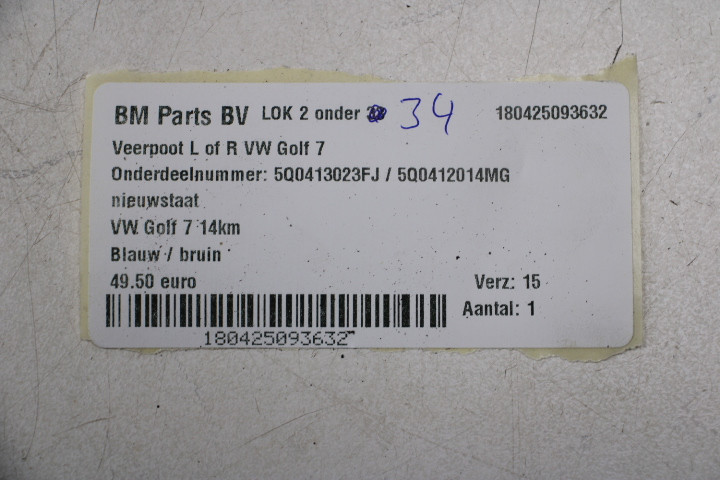 BM Parts BV LOK 2 onder 34 180425093632
Veerpoot L of R VW Golf 7
Onderdeelnummer: 5Q0413023FJ / 5Q0412014MG
nieuwstaat
VW Golf 7 14km
Blauw / bruin
49.50 euro Verz: 15
Aantal: 1
180425093632